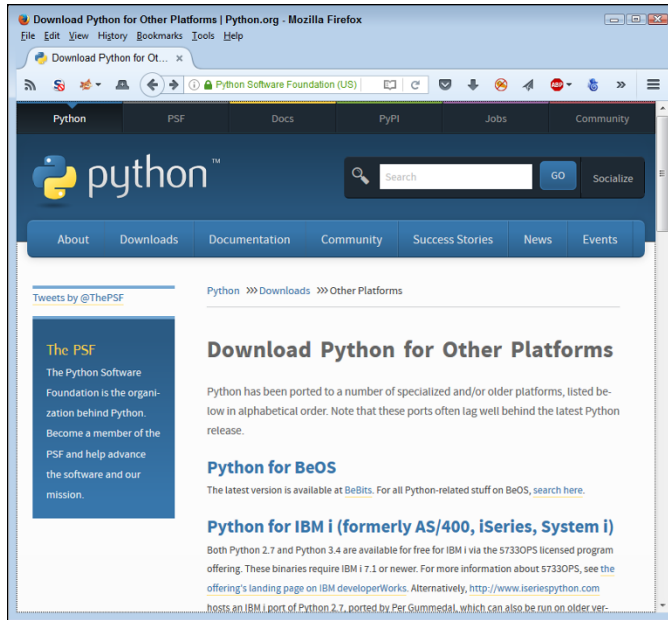 Download Python for Other Platforms | Python.org - Mozilla Firefox
File Edit View History Bookmarks Tools Help
Download Python for Ot... ×
S ABP Python Software Foundation (US) »
Python PSF Docs PyPI Jobs Community
python™
Search GO Socialize
About Downloads Documentation Community Success Stories News Events
Tweets by @ThePSF
Python »» Downloads »» Other Platforms
The PSF
The Python Software
Foundation is the organi-
zation behind Python.
Become a member of the
PSF and help advance
the software and our
mission.
Download Python for Other Platforms
Python has been ported to a number of specialized and/or older platforms, listed be-
low in alphabetical order. Note that these ports often lag well behind the latest Python
release.
Python for BeOS
The latest version is available at BeBits. For all Python-related stuff on BeOS, search here.
Python for IBM i (formerly AS/400, iSeries, System i)
Both Python 2.7 and Python 3.4 are available for free for IBM i via the 5733OPS licensed program
offering. These binaries require IBM i 7.1 or newer. For more information about 5733OPS, see the
offering's landing page on IBM developerWorks. Alternatively, http://www.iseriespython.com
hosts an IBM i port of Python 2.7, ported by Per Gummedal, which can also be run on older ver-